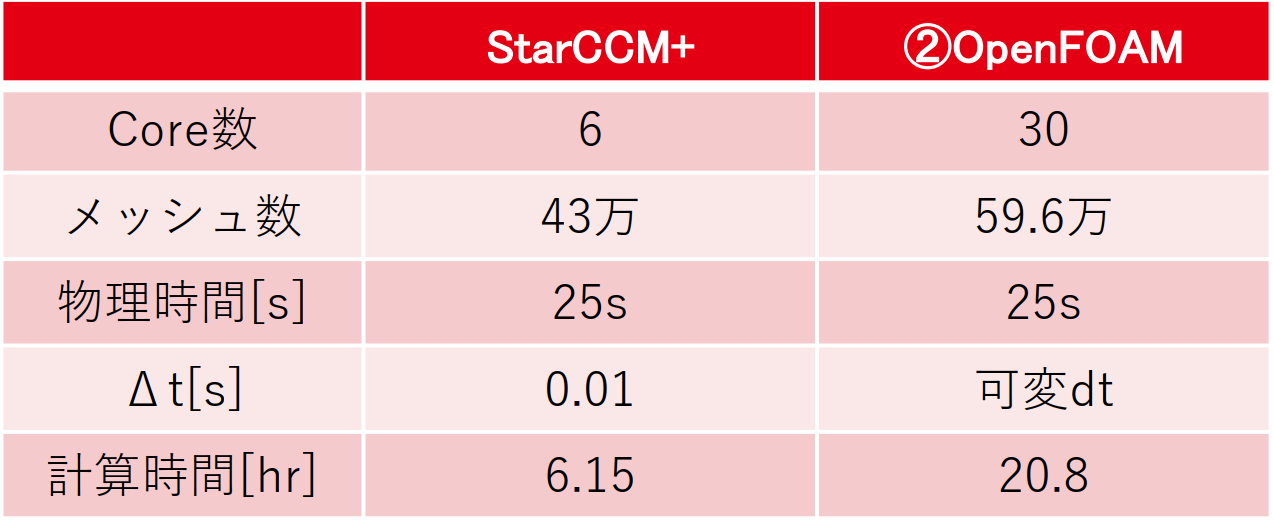 StarCCM+ ②OpenFOAM
Core数 6 30
メッシュ数 43万 59.6万
物理時間[s] 25s 25s
Δt[s] 0.01 可変dt
計算時間[hr] 6.15 20.8